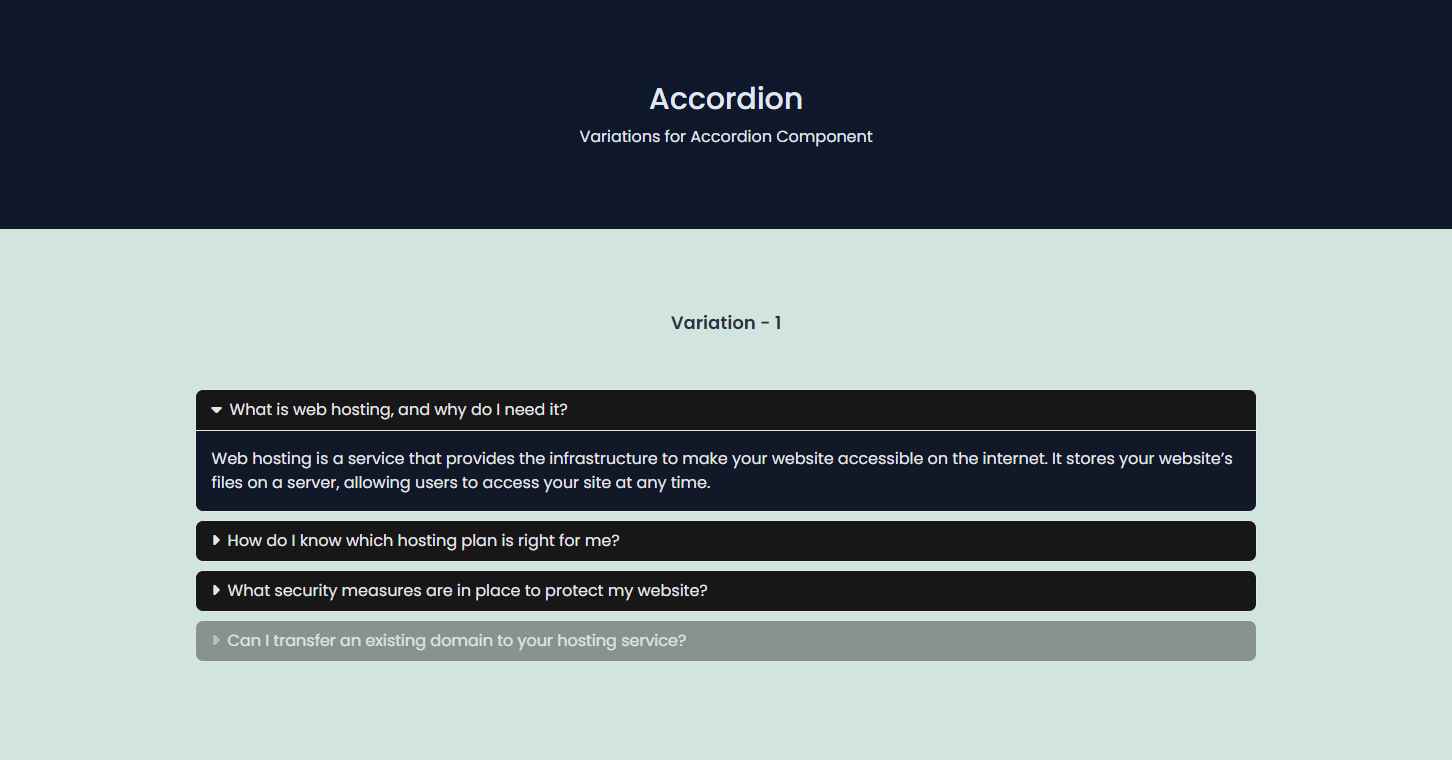 Accordion
Variations for Accordion Component
Variation - 1
What is web hosting, and why do I need it?
Web hosting is a service that provides the infrastructure to make your website accessible on the internet. It stores your website’s
files on a server, allowing users to access your site at any time.
How do I know which hosting plan is right for me?
What security measures are in place to protect my website?
Can I transfer an existing domain to your hosting service?